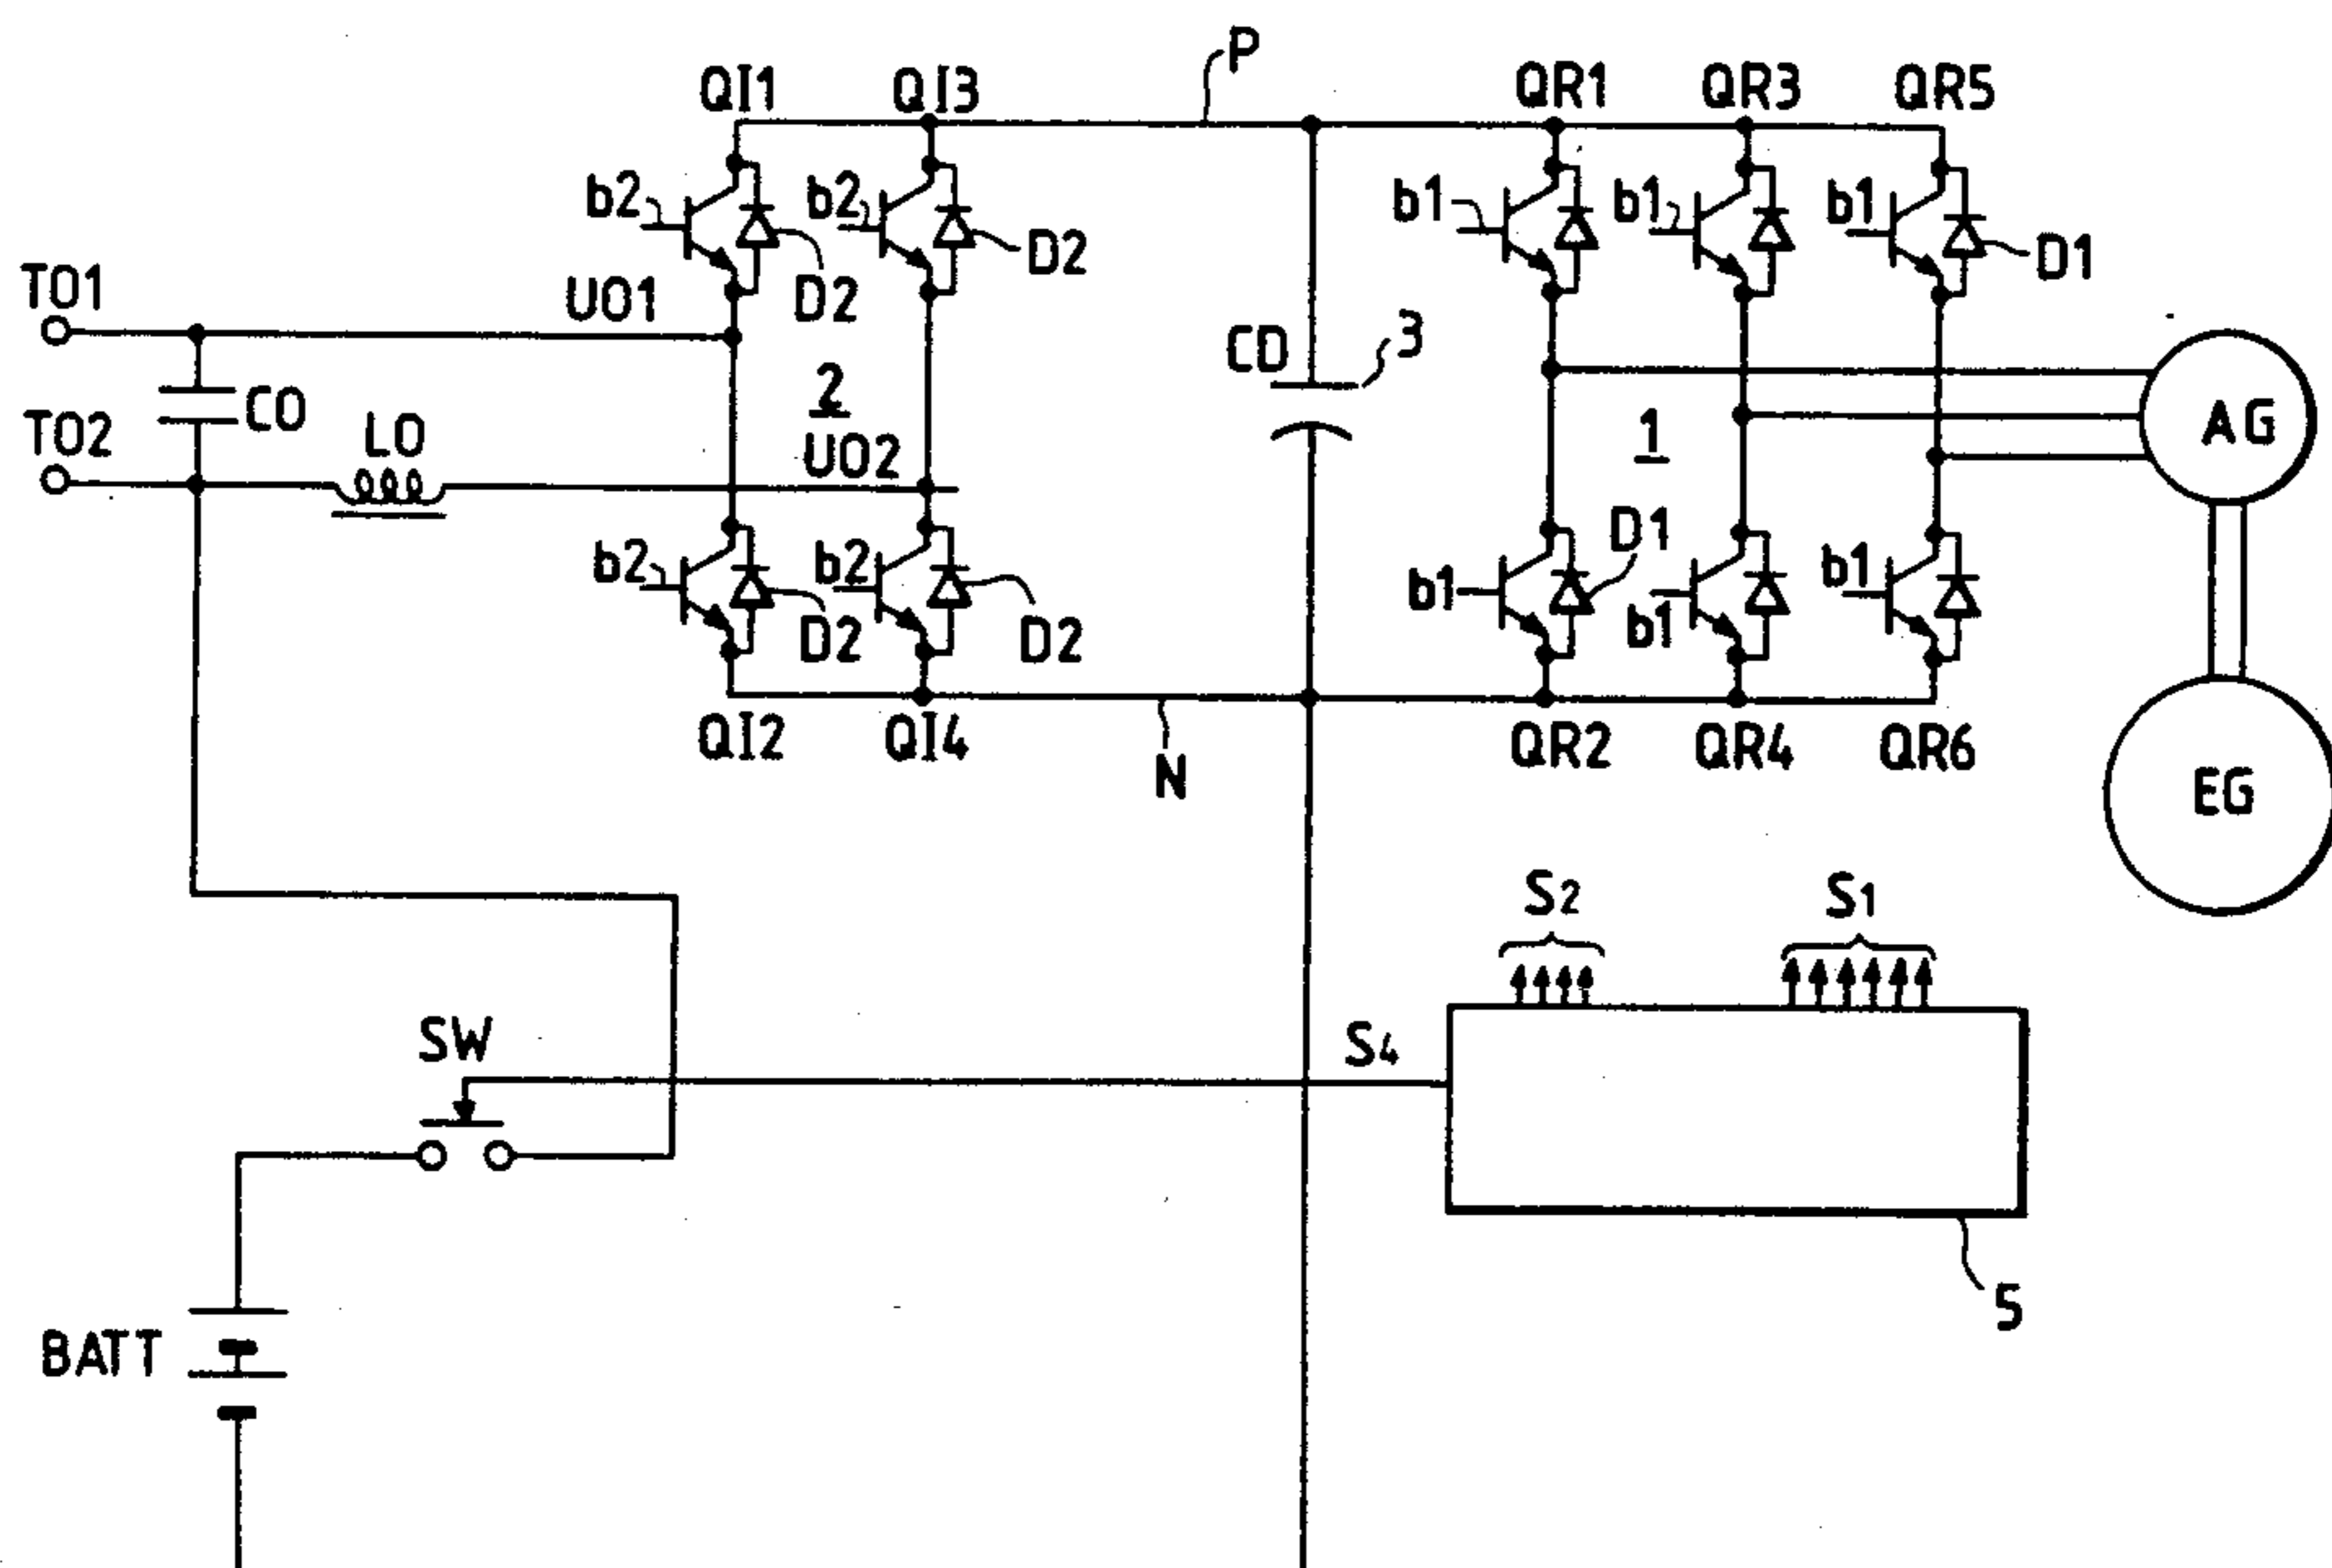 P
QI1 QI3 QR1 QR3 QR5
b2 b2 b1 b1 b1
D2 D2 D1
TO1 UO1
CD 3
2
TO2 CO LO UO2 1 AG
D1
b2 b2 b1 b1 b1
D2 D2
QI2 QI4 QR2 QR4 QR6
N EG
S2 S1
SW S4
5
BATT